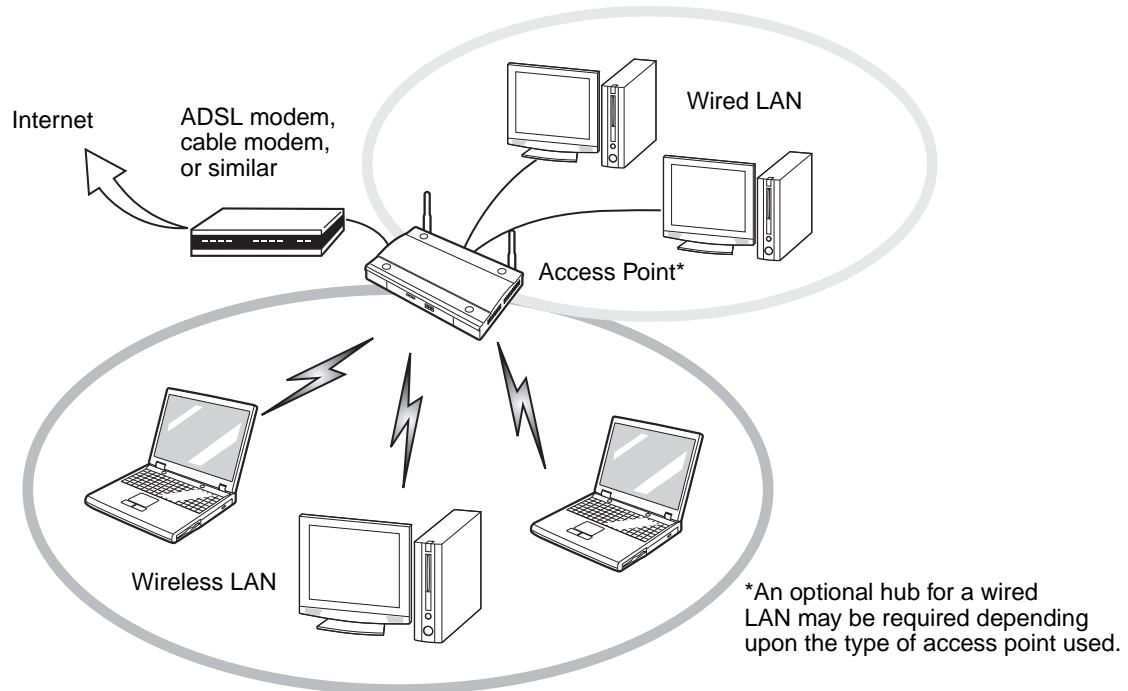 Internet
ADSL modem,
cable modem,
or similar
Wired LAN
Access Point*
Wireless LAN
*An optional hub for a wired
LAN may be required depending
upon the type of access point used.